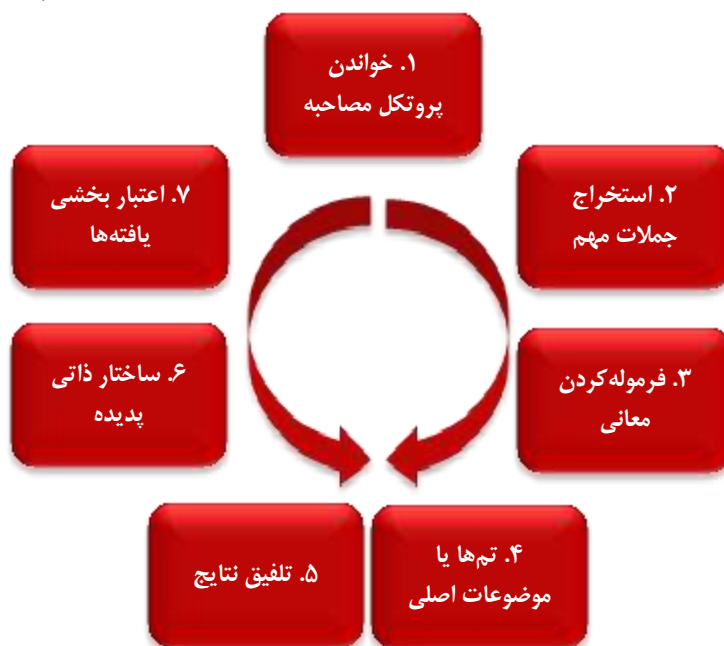 ۱. خواندن
پروتکل مصاحبه
۲. استخراج
جملات مهم
۳. فرموله‌کردن
معانی
۴. تم‌ها یا
موضوعات اصلی
۵. تلفیق نتایج
۶. ساختار ذاتی
پدیده
۷. اعتبار بخشی
یافته‌ها